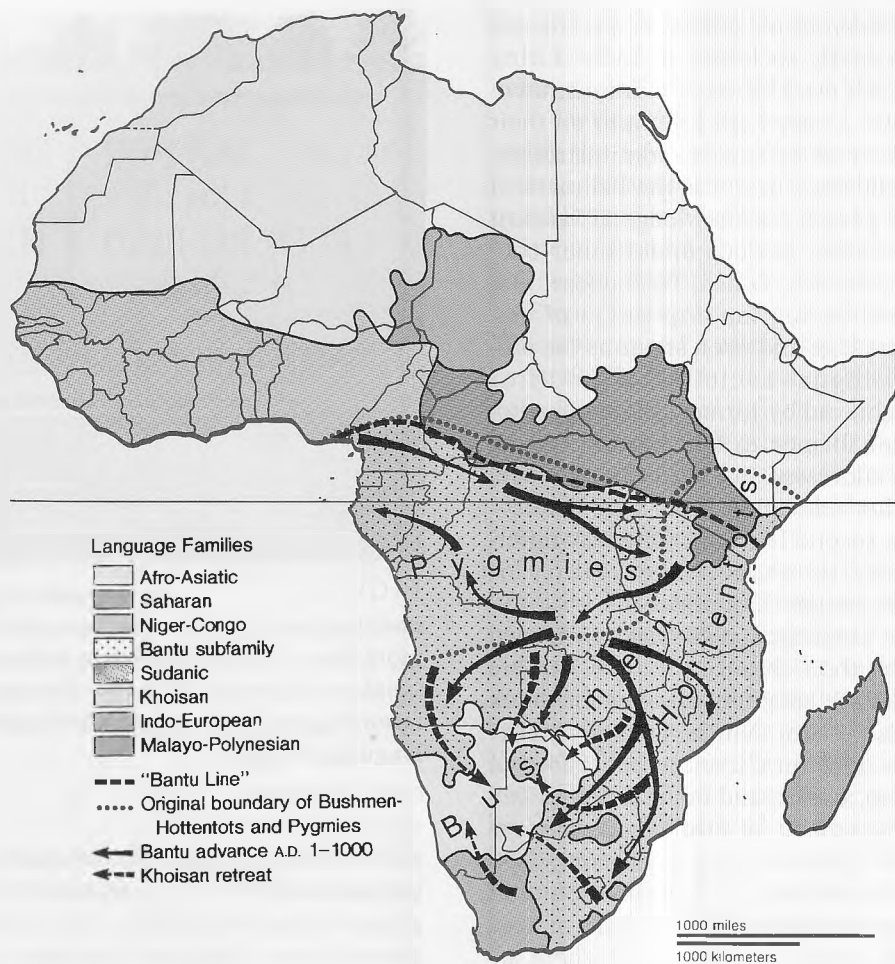 Pygmies
Bushmen
Hottentots
Language Families
Afro-Asiatic
Saharan
Niger-Congo
Bantu subfamily
Sudanic
Khoisan
Indo-European
Malayo-Polynesian
"Bantu Line"
Original boundary of Bushmen-
Hottentots and Pygmies
Bantu advance A.D. 1–1000
Khoisan retreat
1000 miles
1000 kilometers